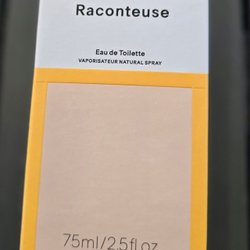 Raconteuse
Eau de Toilette
VAPORISATEUR NATURAL SPRAY
75ml/2.5fl.oz